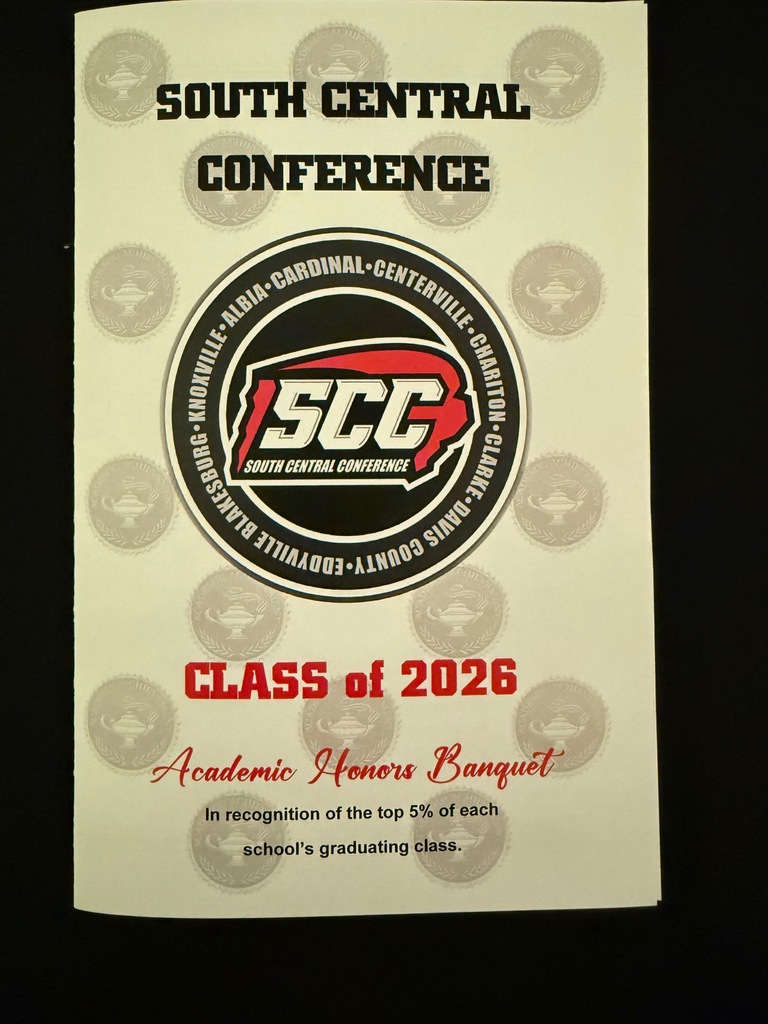 SOUTH CENTRAL
CONFERENCE
ALBIA•CARDINAL•CENTERVILLE•CHARITON•CLARKE•DAVIS COUNTY•EDDYVILLE BLAKESBURG•KNOXVILLE•
SCC
SOUTH CENTRAL CONFERENCE
CLASS of 2026
Academic Honors Banquet
In recognition of the top 5% of each
school’s graduating class.